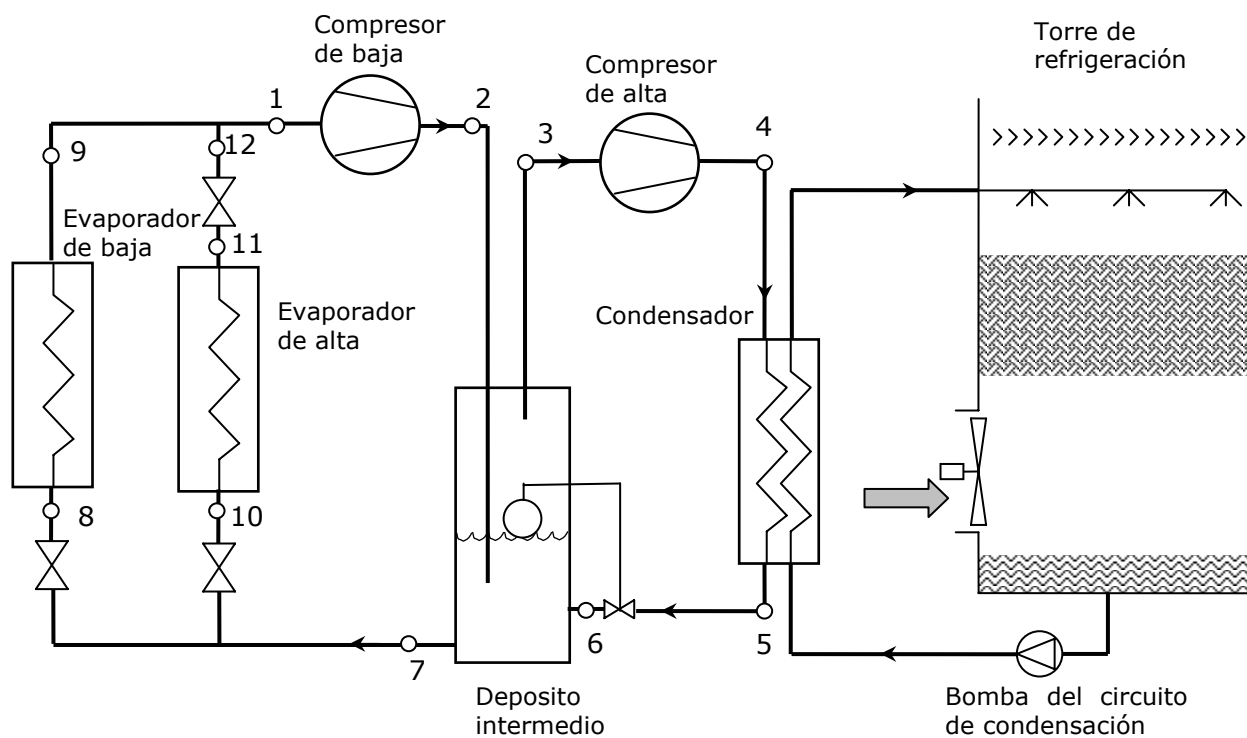 Compresor
de baja
Torre de
refrigeración
Compresor
de alta
1
2
3
4
9
12
Evaporador
de baja
11
Evaporador
de alta
Condensador
8
10
6
5
7
Deposito
intermedio
Bomba del circuito
de condensación